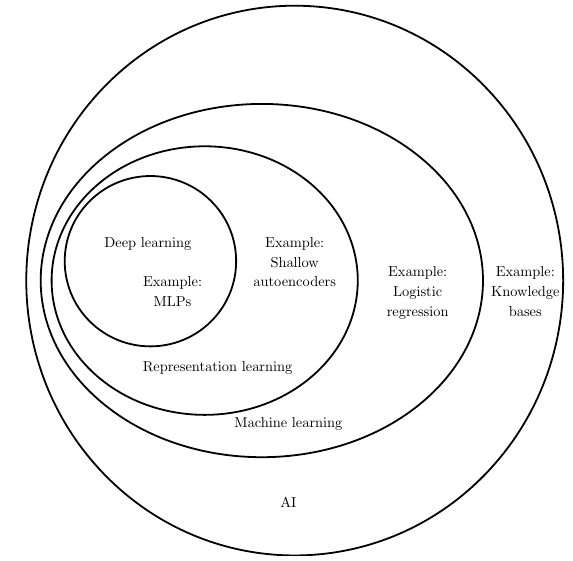 Deep learning
Example:
MLPs
Example:
Shallow
autoencoders
Example:
Logistic
regression
Example:
Knowledge
bases
Representation learning
Machine learning
AI